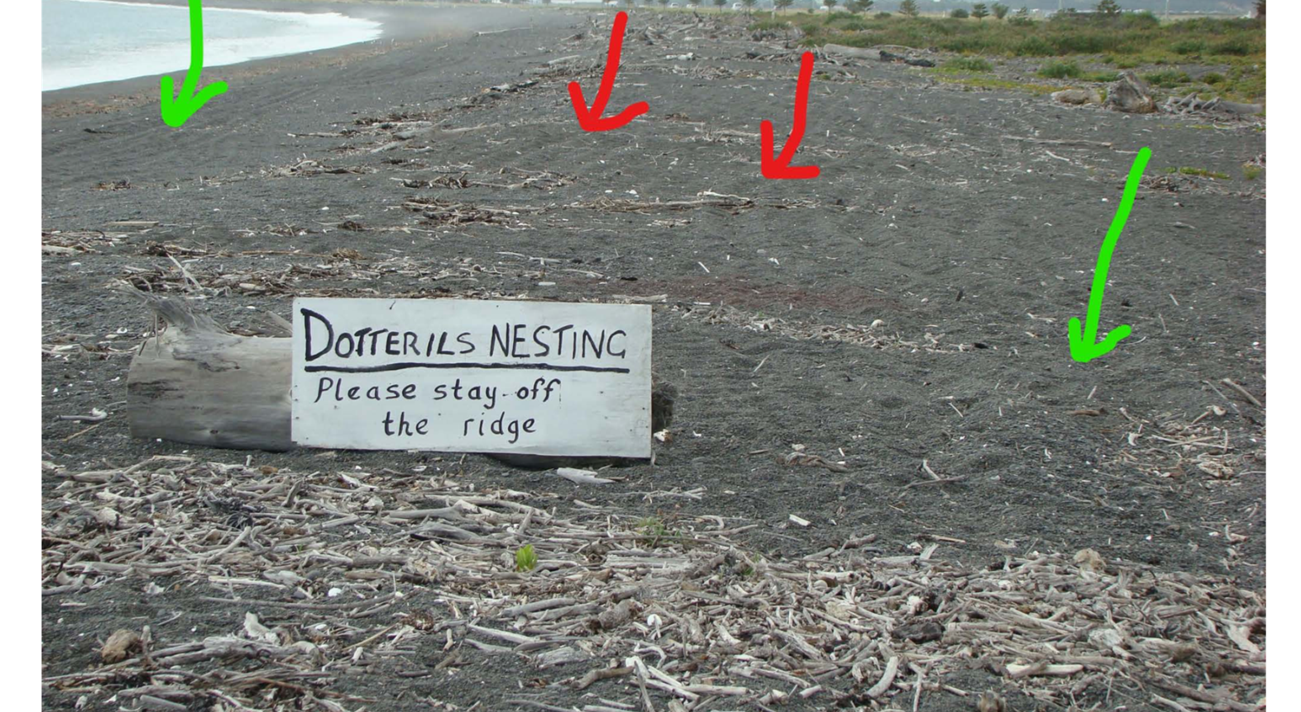 DOTTERILS NESTING
Please stay off
the ridge